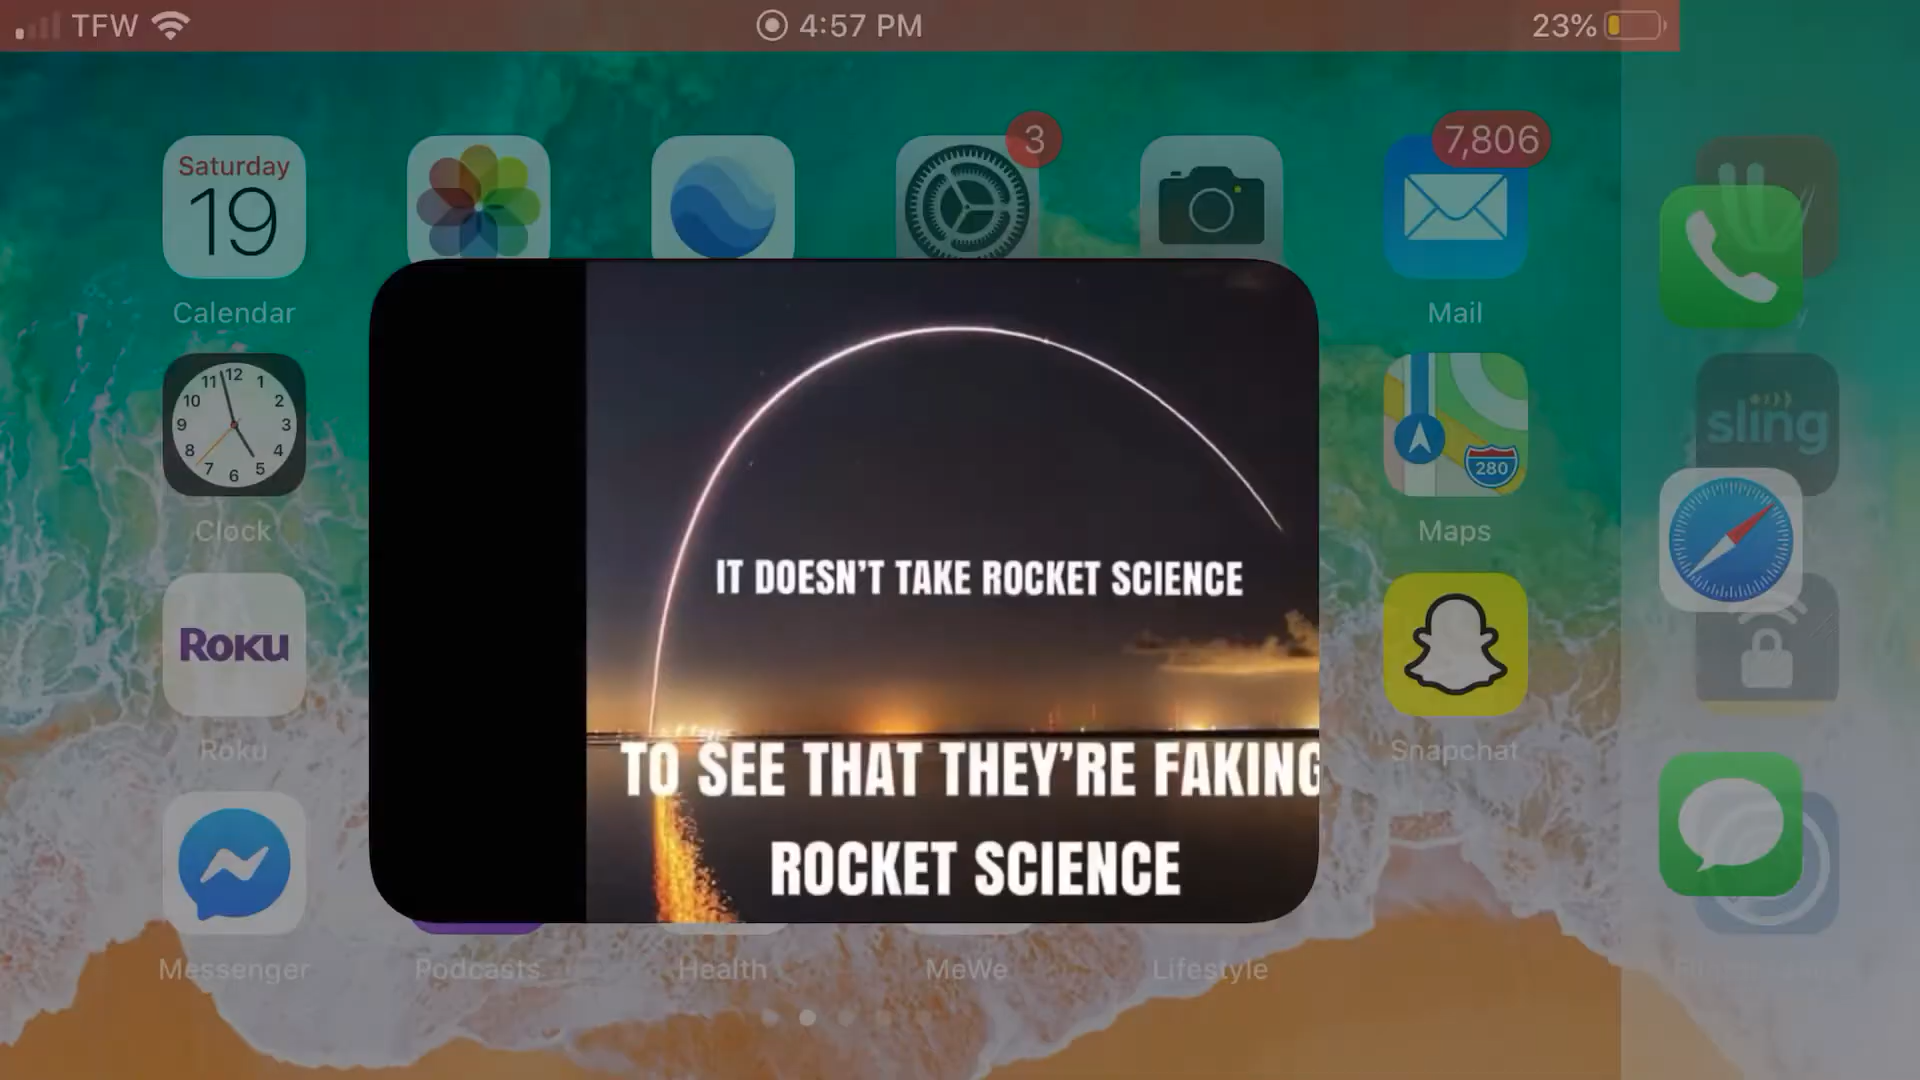 TFW 4:57 PM 23%
3 7,806
Saturday
19
Calendar Mail
11 12 1
10 2
9 3
8 4
7 6 5
sling
280
Clock Maps
IT DOESN'T TAKE ROCKET SCIENCE
ROKU
Roku Snapchat
TO SEE THAT THEY'RE FAKING
ROCKET SCIENCE
Messenger Podcasts Health MeWe Lifestyle